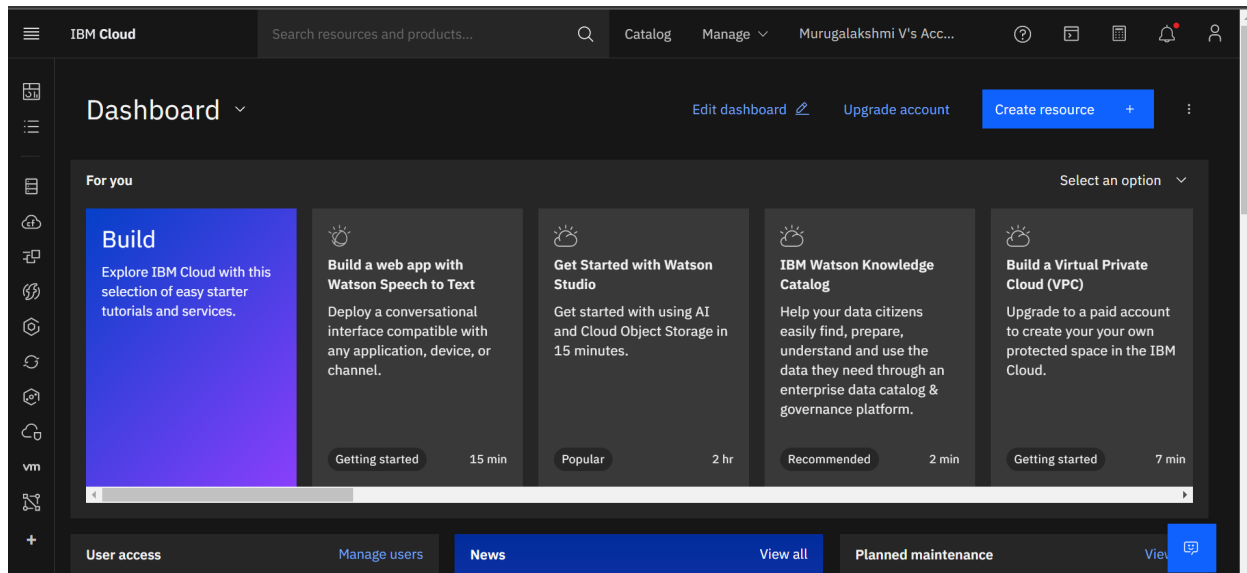 IBM Cloud
Search resources and products...
Catalog
Manage
Murugalakshmi V's Acc...
Dashboard
Edit dashboard
Upgrade account
Create resource +
For you
Select an option
Build
Explore IBM Cloud with this
selection of easy starter
tutorials and services.
Build a web app with
Watson Speech to Text
Deploy a conversational
interface compatible with
any application, device, or
channel.
Getting started 15 min
Get Started with Watson
Studio
Get started with using AI
and Cloud Object Storage in
15 minutes.
Popular 2 hr
IBM Watson Knowledge
Catalog
Help your data citizens
easily find, prepare,
understand and use the
data they need through an
enterprise data catalog &
governance platform.
Recommended 2 min
Build a Virtual Private
Cloud (VPC)
Upgrade to a paid account
to create your your own
protected space in the IBM
Cloud.
Getting started 7 min
vm
User access
Manage users
News
View all
Planned maintenance